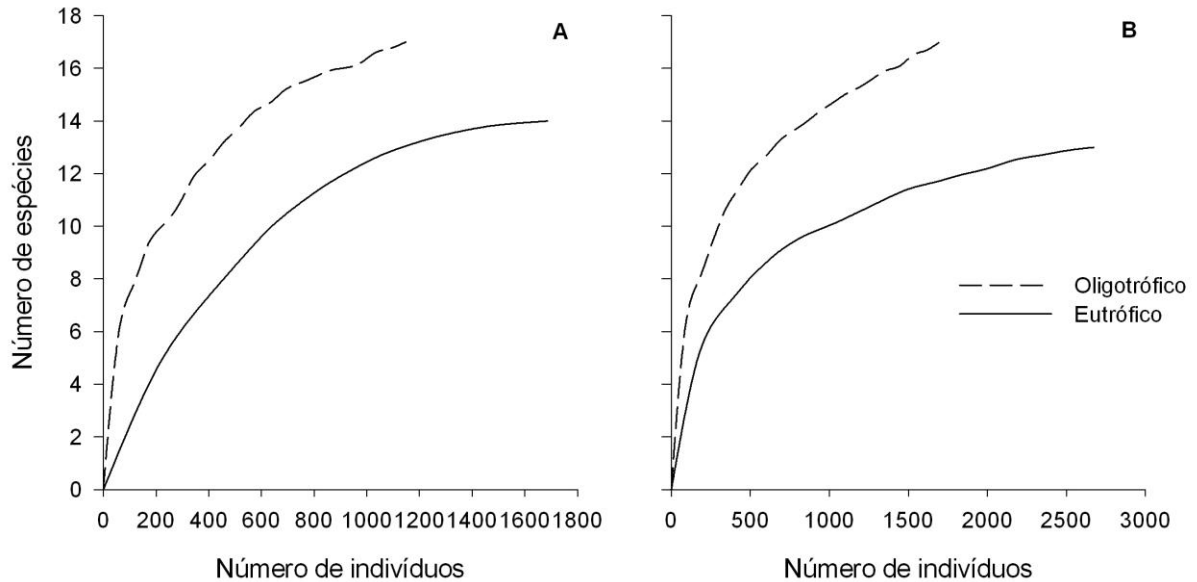 Número de espécies
18
16
14
12
10
8
6
4
2
0
A
0 200 400 600 800 1000 1200 1400 1600 1800
Número de indivíduos
B
Oligotrófico
Eutrófico
0 500 1000 1500 2000 2500 3000
Número de indivíduos